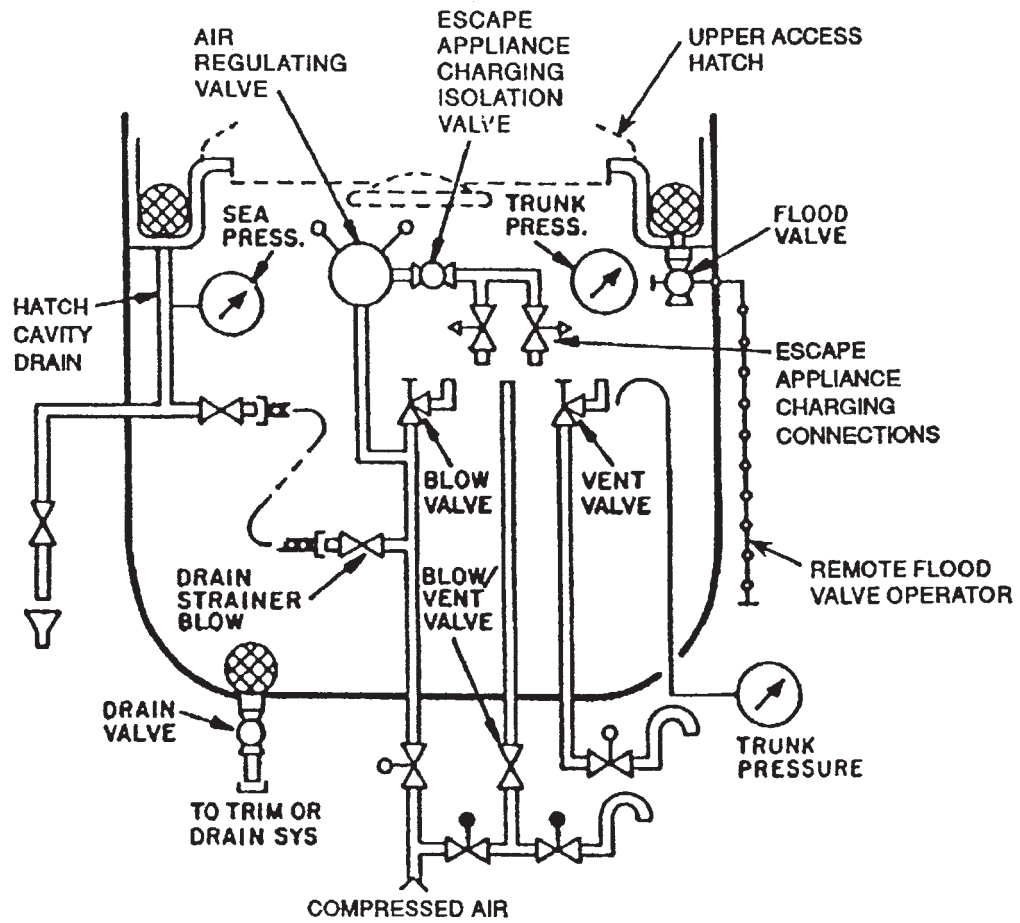 AIR
REGULATING
VALVE
ESCAPE
APPLIANCE
CHARGING
ISOLATION
VALVE
UPPER ACCESS
HATCH
SEA
PRESS.
TRUNK
PRESS.
FLOOD
VALVE
HATCH
CAVITY
DRAIN
ESCAPE
APPLIANCE
CHARGING
CONNECTIONS
BLOW
VALVE
VENT
VALVE
DRAIN
STRAINER
BLOW
BLOW/
VENT
VALVE
REMOTE FLOOD
VALVE OPERATOR
DRAIN
VALVE
TRUNK
PRESSURE
TO TRIM OR
DRAIN SYS
COMPRESSED AIR